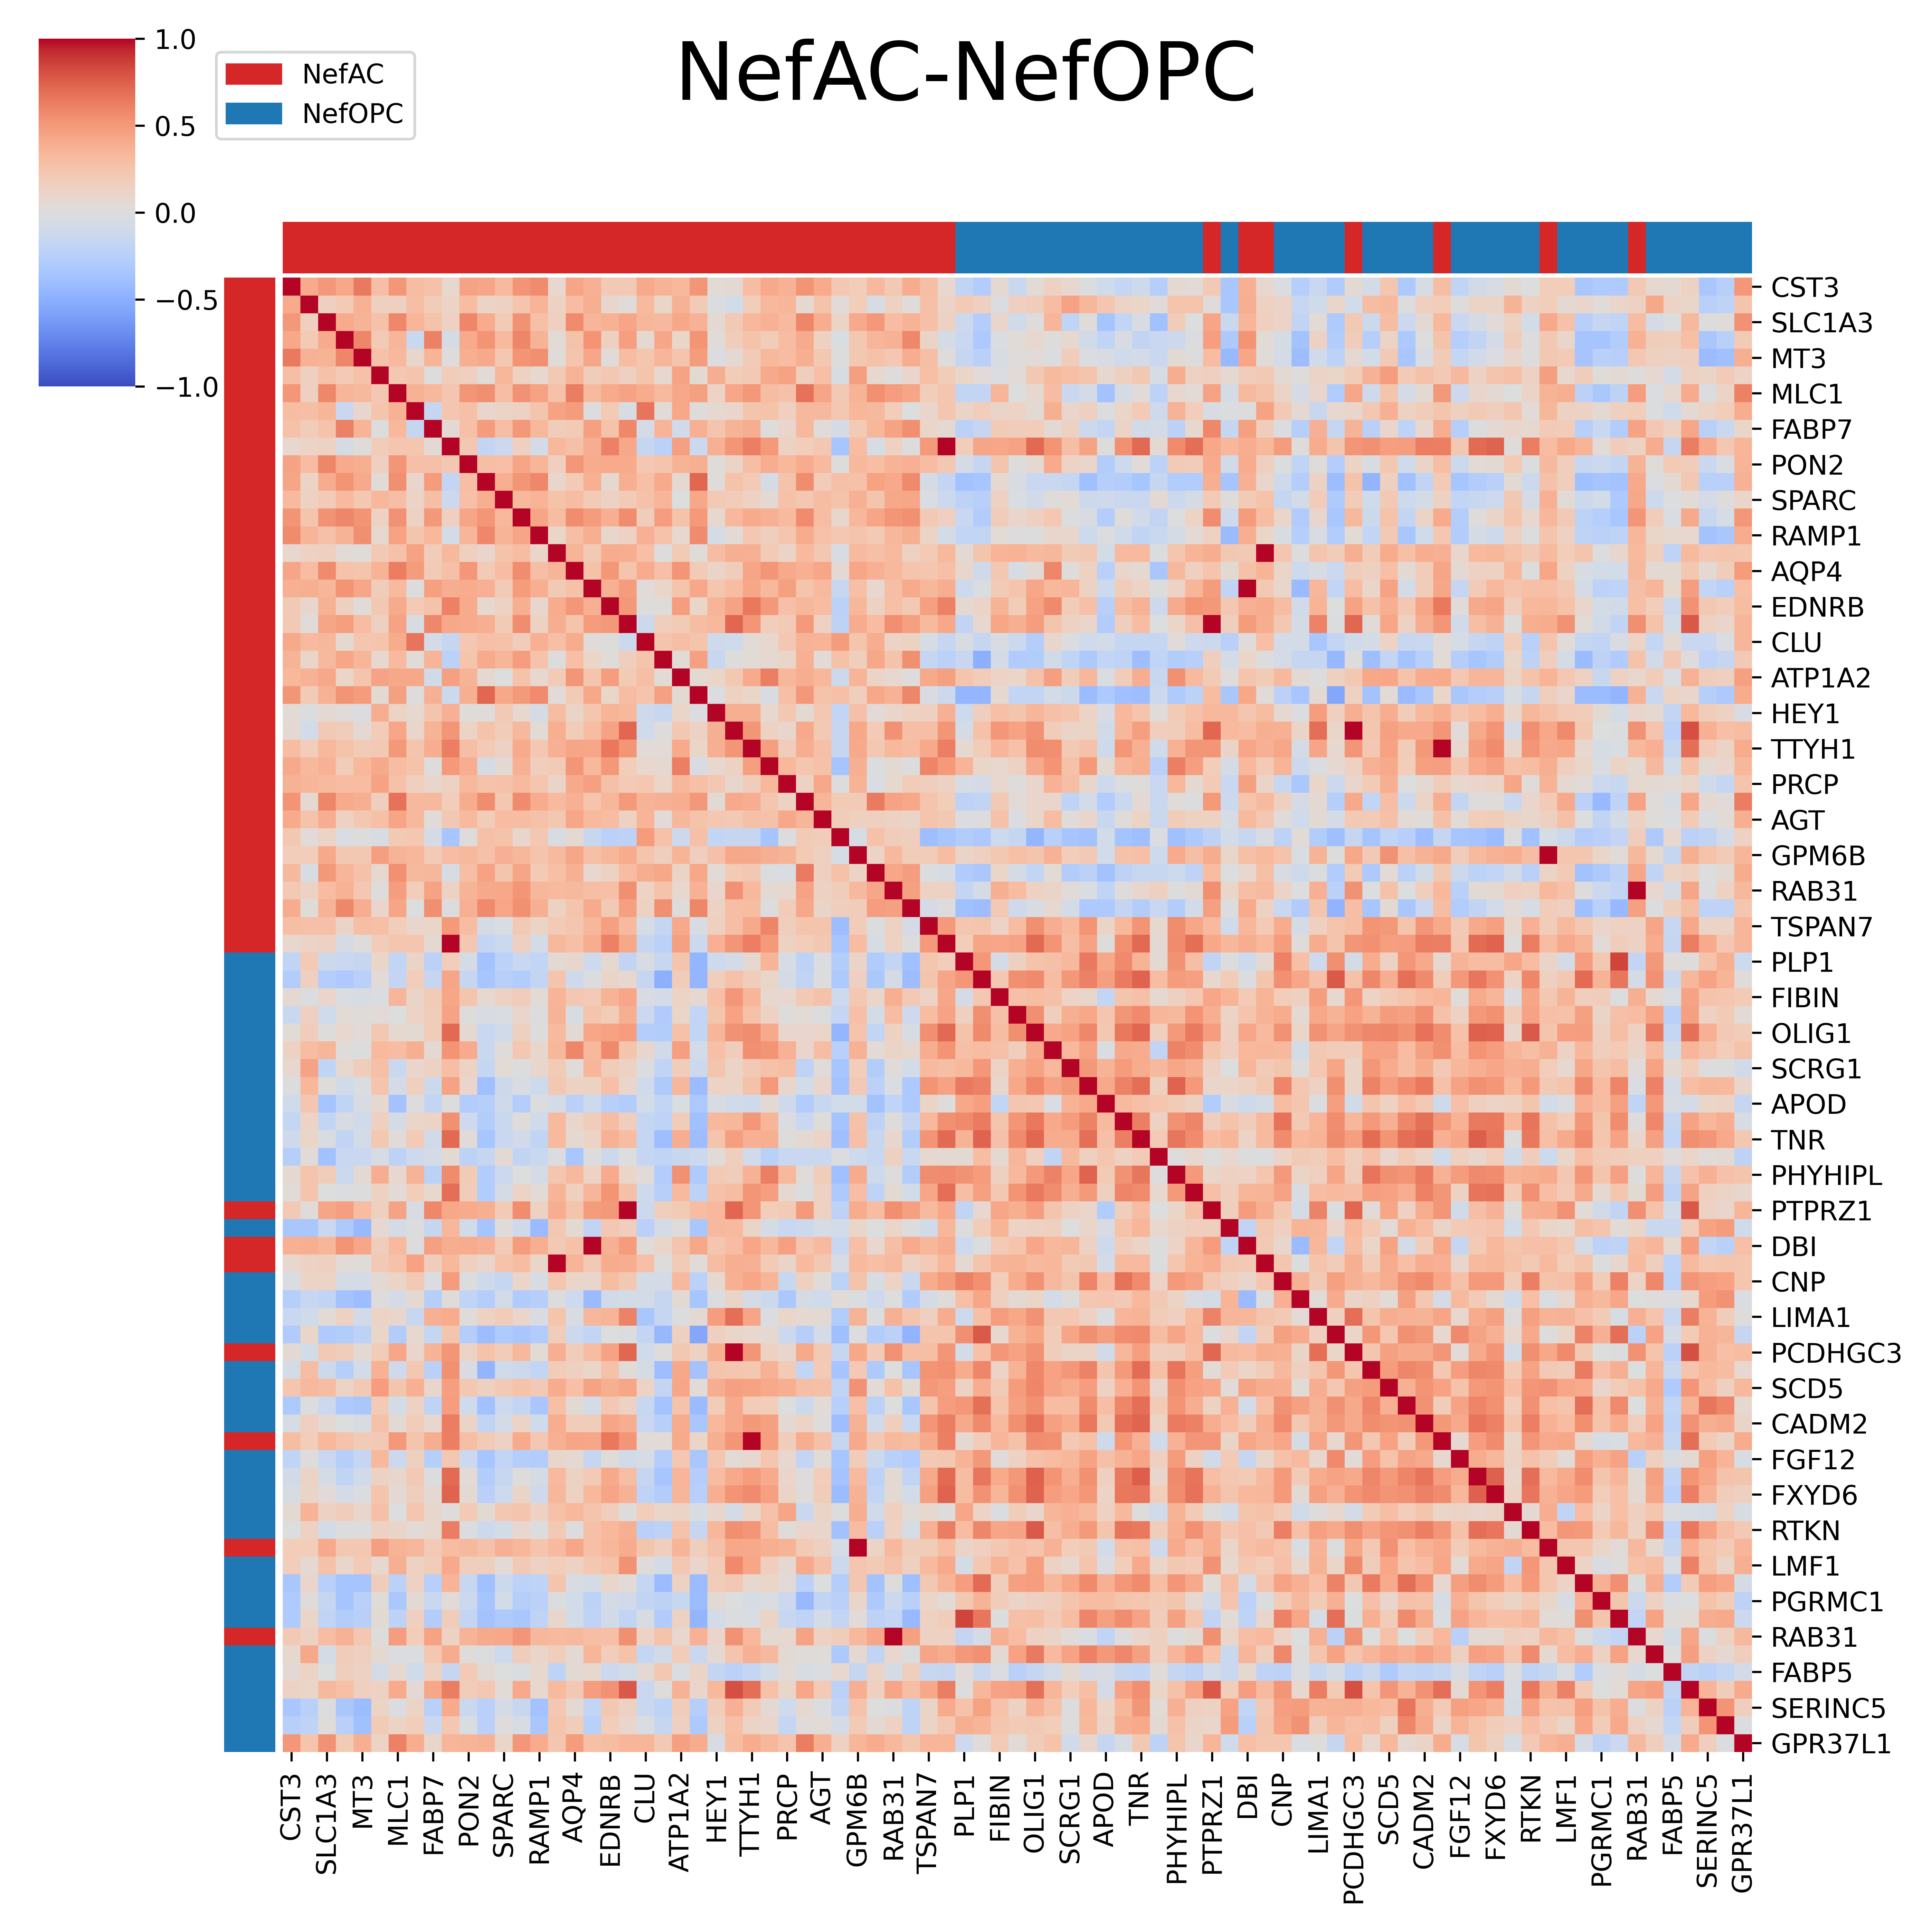 NefAC-NefOPC
1.0
0.5
0.0
−0.5
−1.0
NefAC
NefOPC
CST3
SLC1A3
MT3
MLC1
FABP7
PON2
SPARC
RAMP1
AQP4
EDNRB
CLU
ATP1A2
HEY1
TTYH1
PRCP
AGT
GPM6B
RAB31
TSPAN7
PLP1
FIBIN
OLIG1
SCRG1
APOD
TNR
PHYHIPL
PTPRZ1
DBI
CNP
LIMA1
PCDHGC3
SCD5
CADM2
FGF12
FXYD6
RTKN
LMF1
PGRMC1
RAB31
FABP5
SERINC5
GPR37L1
CST3
SLC1A3
MT3
MLC1
FABP7
PON2
SPARC
RAMP1
AQP4
EDNRB
CLU
ATP1A2
HEY1
TTYH1
PRCP
AGT
GPM6B
RAB31
TSPAN7
PLP1
FIBIN
OLIG1
SCRG1
APOD
TNR
PHYHIPL
PTPRZ1
DBI
CNP
LIMA1
PCDHGC3
SCD5
CADM2
FGF12
FXYD6
RTKN
LMF1
PGRMC1
RAB31
FABP5
SERINC5
GPR37L1